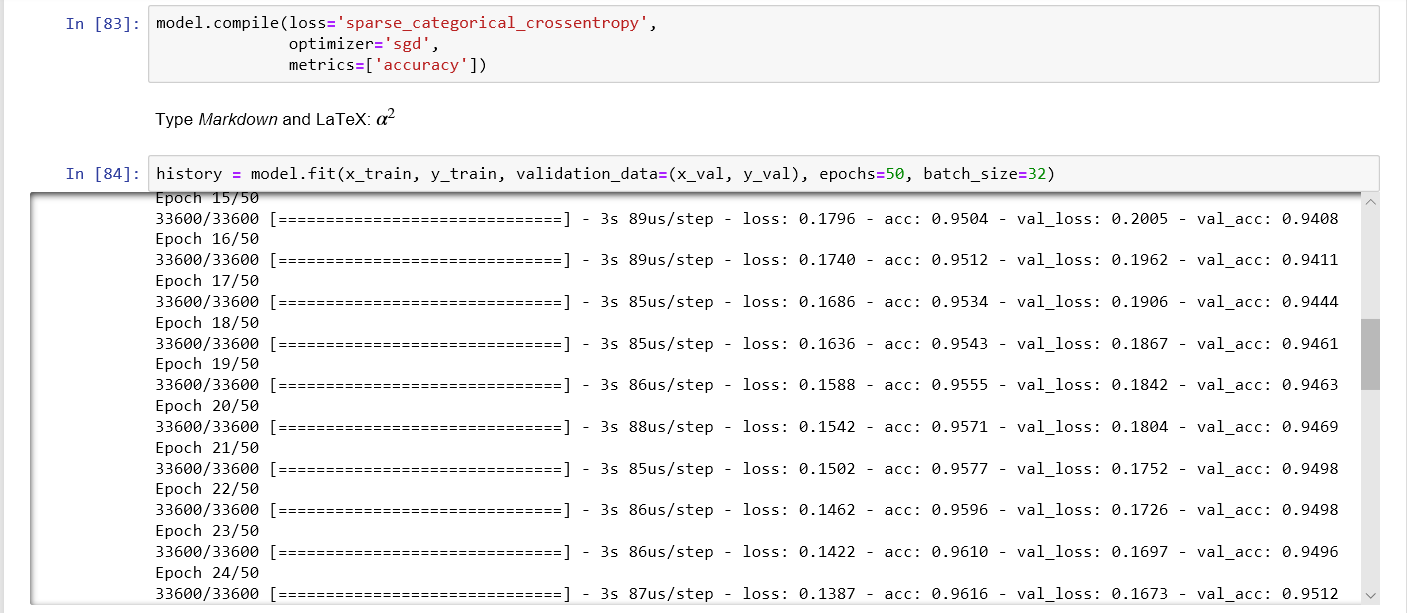 In [83]: model.compile(loss='sparse_categorical_crossentropy',
optimizer='sgd',
metrics=['accuracy'])
Type Markdown and LaTeX: α²
In [84]: history = model.fit(x_train, y_train, validation_data=(x_val, y_val), epochs=50, batch_size=32)
Epoch 15/50
33600/33600 [==============================] - 3s 89us/step - loss: 0.1796 - acc: 0.9504 - val_loss: 0.2005 - val_acc: 0.9408
Epoch 16/50
33600/33600 [==============================] - 3s 89us/step - loss: 0.1740 - acc: 0.9512 - val_loss: 0.1962 - val_acc: 0.9411
Epoch 17/50
33600/33600 [==============================] - 3s 85us/step - loss: 0.1686 - acc: 0.9534 - val_loss: 0.1906 - val_acc: 0.9444
Epoch 18/50
33600/33600 [==============================] - 3s 85us/step - loss: 0.1636 - acc: 0.9543 - val_loss: 0.1867 - val_acc: 0.9461
Epoch 19/50
33600/33600 [==============================] - 3s 86us/step - loss: 0.1588 - acc: 0.9555 - val_loss: 0.1842 - val_acc: 0.9463
Epoch 20/50
33600/33600 [==============================] - 3s 88us/step - loss: 0.1542 - acc: 0.9571 - val_loss: 0.1804 - val_acc: 0.9469
Epoch 21/50
33600/33600 [==============================] - 3s 85us/step - loss: 0.1502 - acc: 0.9577 - val_loss: 0.1752 - val_acc: 0.9498
Epoch 22/50
33600/33600 [==============================] - 3s 86us/step - loss: 0.1462 - acc: 0.9596 - val_loss: 0.1726 - val_acc: 0.9498
Epoch 23/50
33600/33600 [==============================] - 3s 86us/step - loss: 0.1422 - acc: 0.9610 - val_loss: 0.1697 - val_acc: 0.9496
Epoch 24/50
33600/33600 [==============================] - 3s 87us/step - loss: 0.1387 - acc: 0.9616 - val_loss: 0.1673 - val_acc: 0.9512